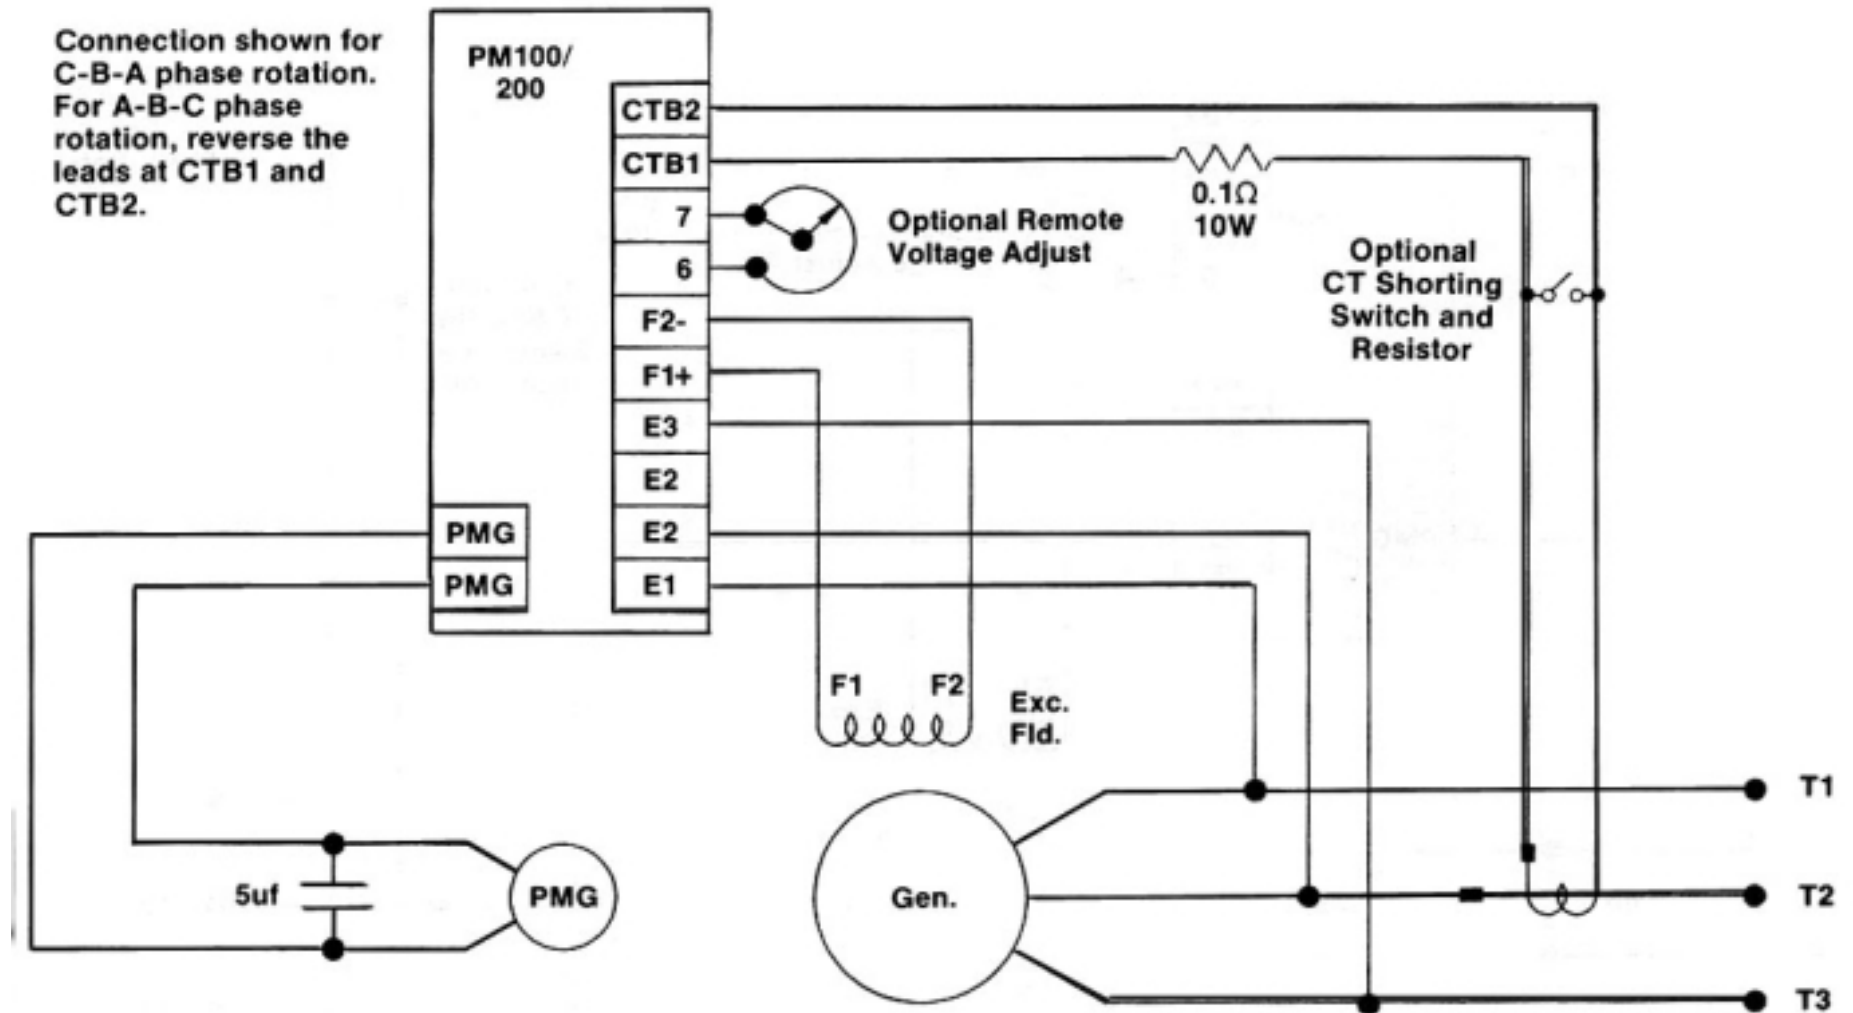 Connection shown for
C-B-A phase rotation.
For A-B-C phase
rotation, reverse the
leads at CTB1 and
CTB2.
PM100/
200
CTB2
CTB1
7
6
F2-
F1+
E3
E2
E2
E1
PMG
PMG
Optional Remote
Voltage Adjust
0.1Ω
10W
Optional
CT Shorting
Switch and
Resistor
F1
F2
Exc.
Fld.
5uf
PMG
Gen.
T1
T2
T3